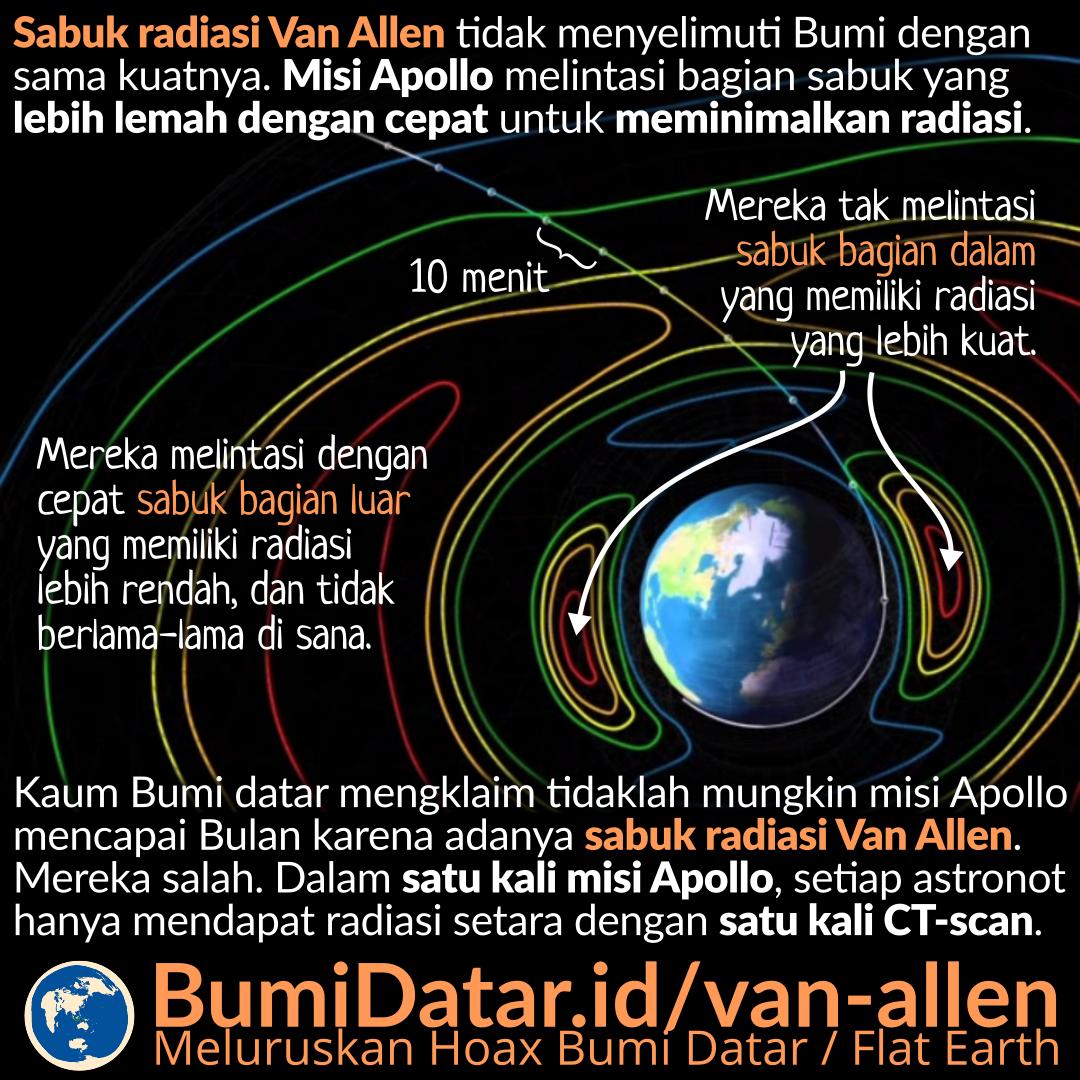 Sabuk radiasi Van Allen tidak menyelimuti Bumi dengan
sama kuatnya. Misi Apollo melintasi bagian sabuk yang
lebih lemah dengan cepat untuk meminimalkan radiasi.
Mereka tak melintasi
sabuk bagian dalam
yang memiliki radiasi
yang lebih kuat.
10 menit
Mereka melintasi dengan
cepat sabuk bagian luar
yang memiliki radiasi
lebih rendah, dan tidak
berlama-lama di sana.
Kaum Bumi datar mengklaim tidaklah mungkin misi Apollo
mencapai Bulan karena adanya sabuk radiasi Van Allen.
Mereka salah. Dalam satu kali misi Apollo, setiap astronot
hanya mendapat radiasi setara dengan satu kali CT-scan.
BumiDatar.id/van-allen
Meluruskan Hoax Bumi Datar / Flat Earth